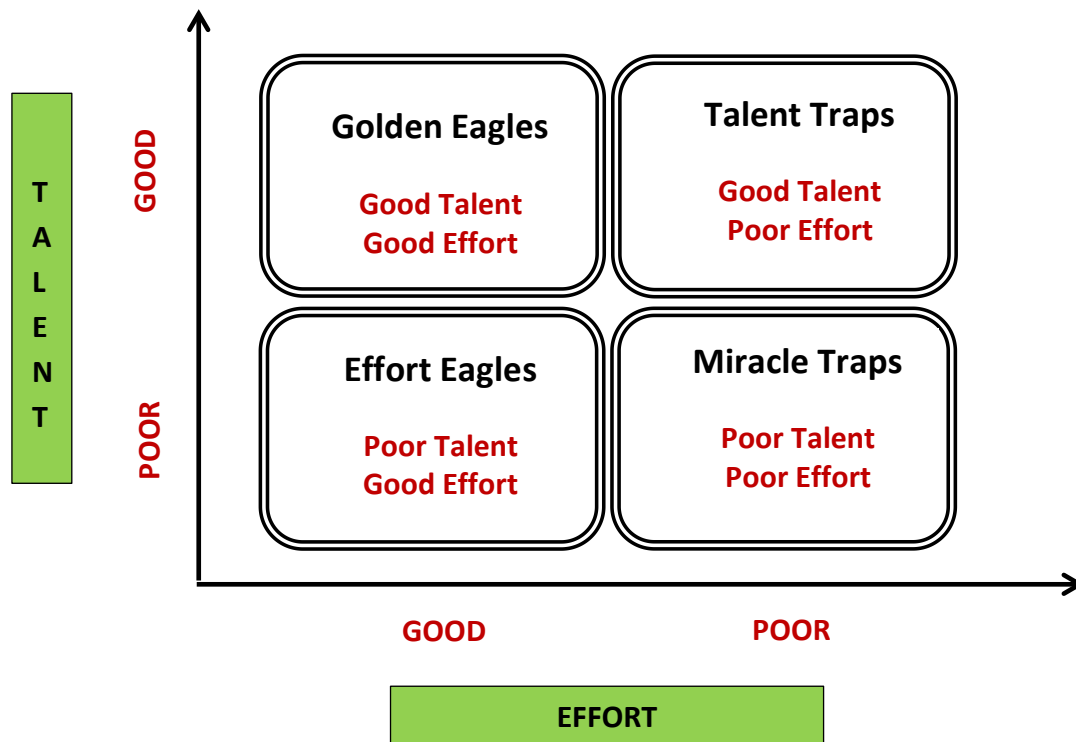 TALENT
GOOD
POOR
Golden Eagles
Good Talent
Good Effort
Talent Traps
Good Talent
Poor Effort
Effort Eagles
Poor Talent
Good Effort
Miracle Traps
Poor Talent
Poor Effort
GOOD
POOR
EFFORT